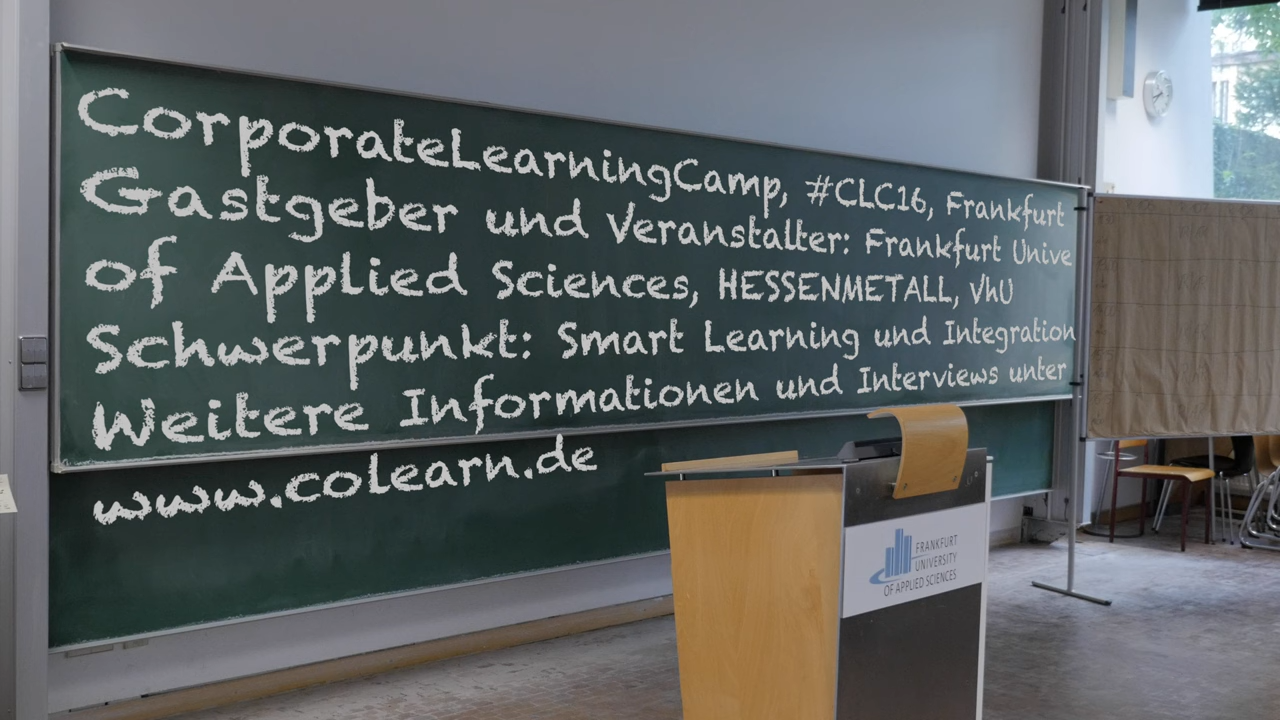 CorporateLearningCamp, #CLC16, Frankfurt
Gastgeber und Veranstalter: Frankfurt Unive
of Applied Sciences, HESSENMETALL, VhU
Schwerpunkt: Smart Learning und Integration
Weitere Informationen und Interviews unter
www.colearn.de
FRANKFURT
UNIVERSITY
OF APPLIED SCIENCES